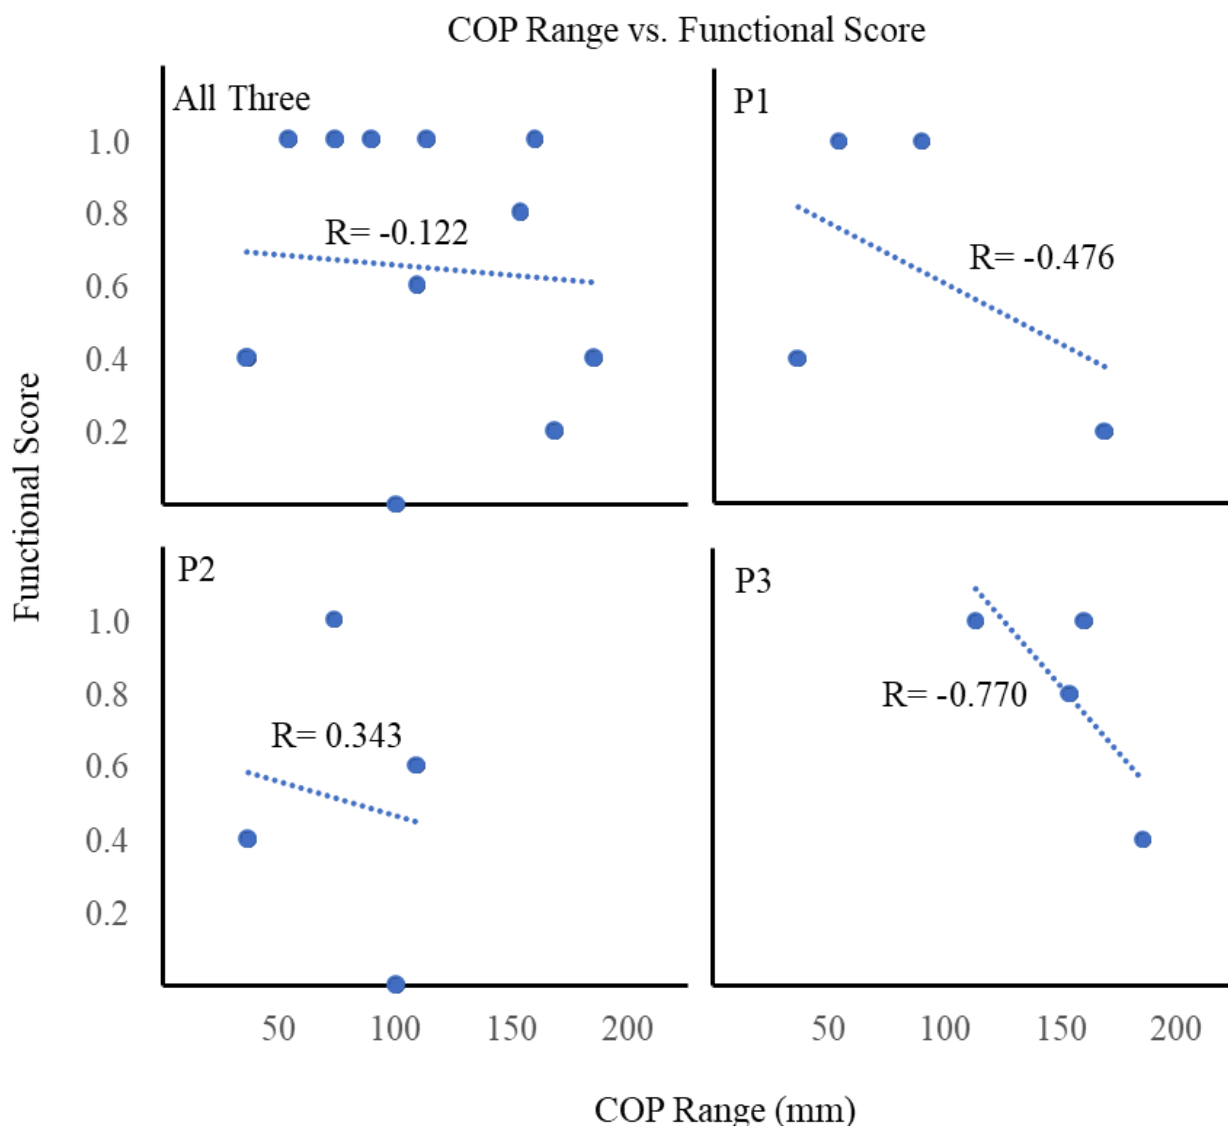 COP Range vs. Functional Score
All Three
P1
1.0
0.8
R= -0.122
R= -0.476
0.6
0.4
0.2
Functional Score
P2
P3
1.0
0.8
R= -0.770
R= 0.343
0.6
0.4
0.2
50 100 150 200
50 100 150 200
COP Range (mm)